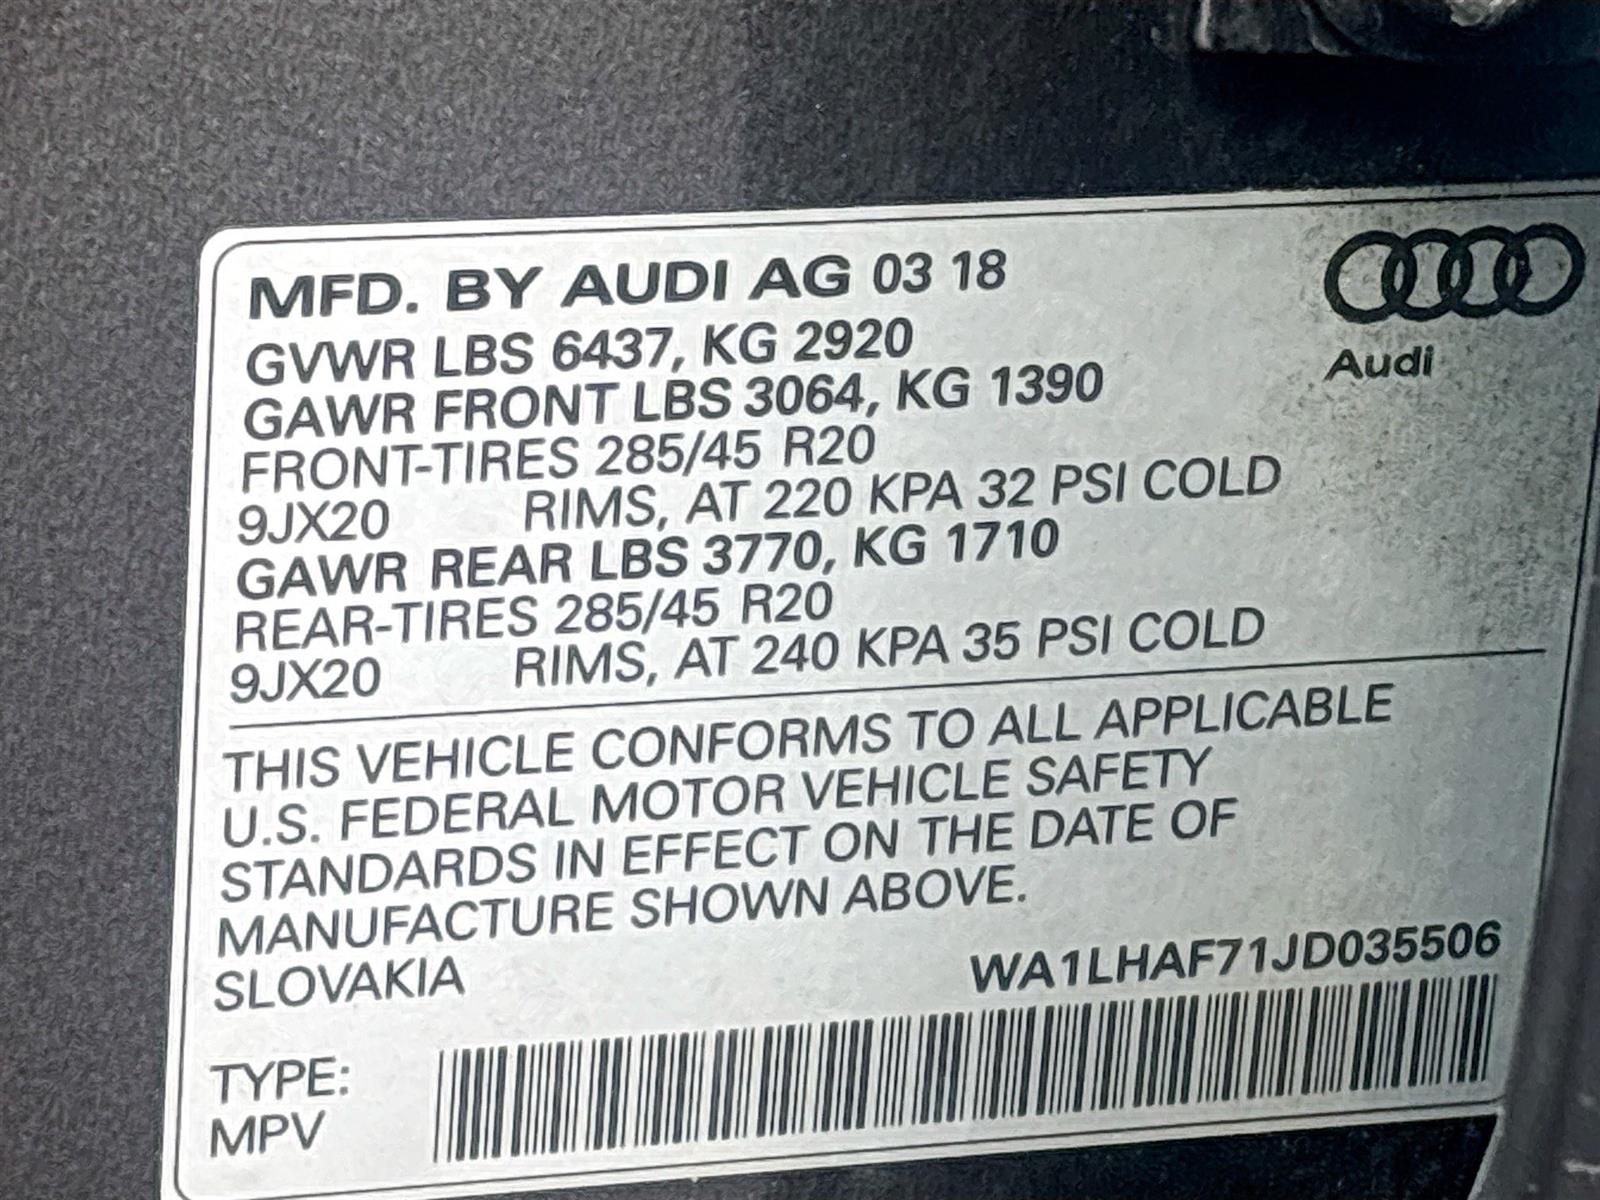 MFD. BY AUDI AG 03 18
GVWR LBS 6437, KG 2920
GAWR FRONT LBS 3064, KG 1390
FRONT-TIRES 285/45 R20
9JX20 RIMS, AT 220 KPA 32 PSI COLD
GAWR REAR LBS 3770, KG 1710
REAR-TIRES 285/45 R20
9JX20 RIMS, AT 240 KPA 35 PSI COLD
Audi
THIS VEHICLE CONFORMS TO ALL APPLICABLE
U.S. FEDERAL MOTOR VEHICLE SAFETY
STANDARDS IN EFFECT ON THE DATE OF
MANUFACTURE SHOWN ABOVE.
SLOVAKIA
WA1LHAF71JD035506
TYPE:
MPV